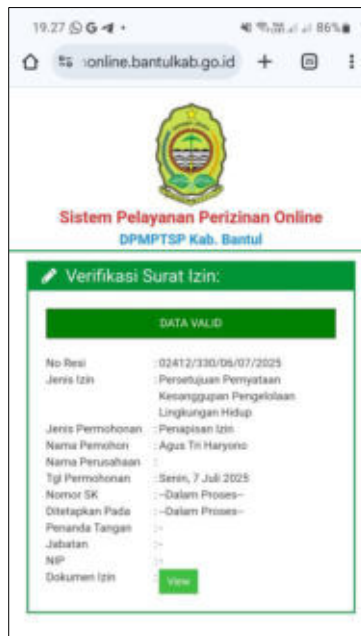 19.27
86%
online.bantulkab.go.id
Sistem Pelayanan Perizinan Online
DPMPTSP Kab. Bantul
Verifikasi Surat Izin:
DATA VALID
No Resi : 02412/330/06/07/2025
Jenis Izin : Persetujuan Pernyataan
Kesanggupan Pengelolaan
Lingkungan Hidup
Jenis Permohonan : Penapisan Izin
Nama Pemohon : Agus Tri Haryono
Nama Perusahaan :
Tgl Permohonan : Senin, 7 Juli 2025
Nomor SK : --Dalam Proses--
Ditetapkan Pada : --Dalam Proses--
Penanda Tangan : -
Jabatan : -
NIP : -
Dokumen Izin : View